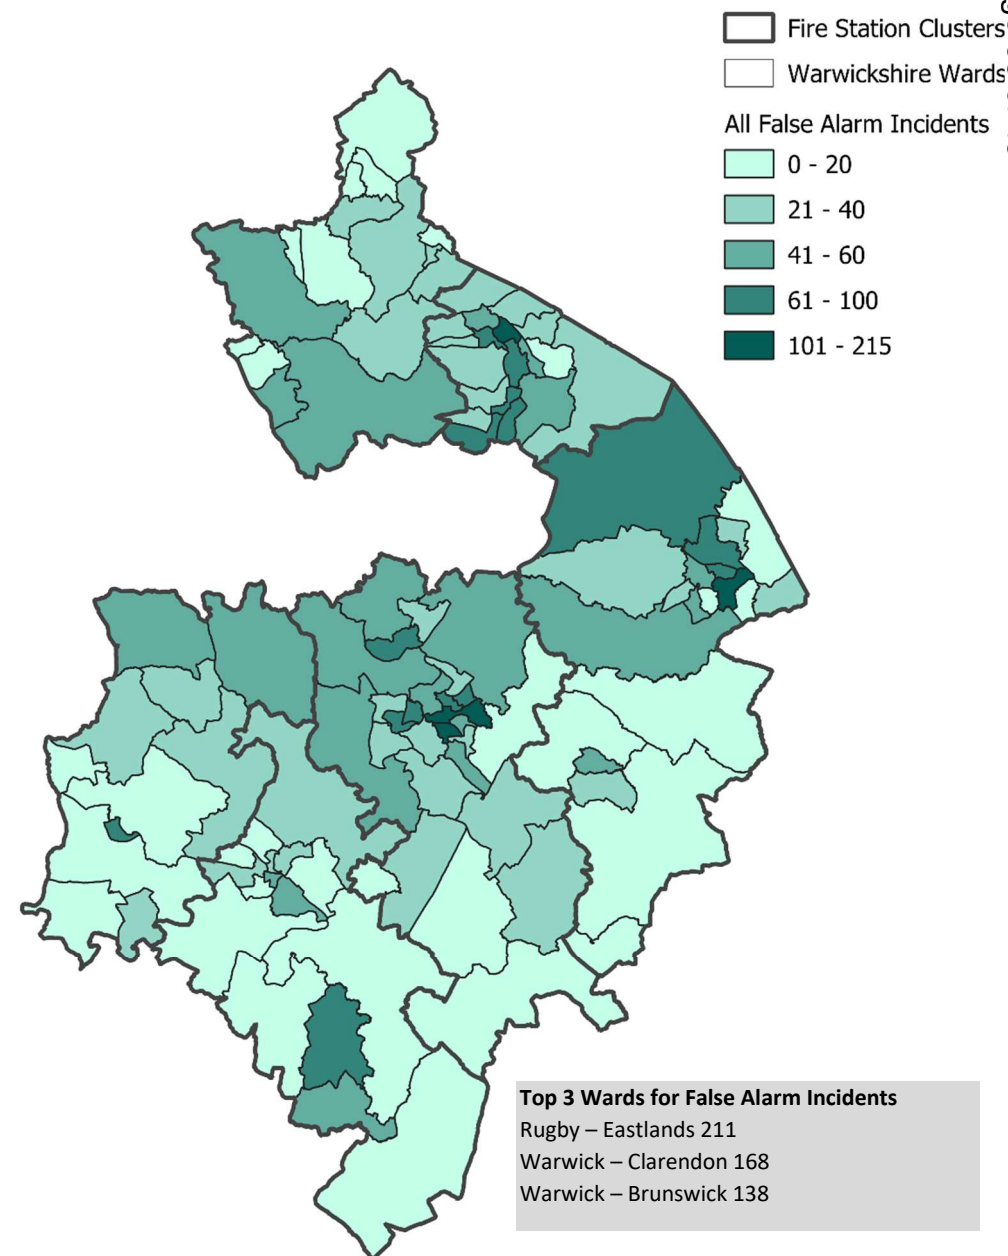 Fire Station Clusters
Warwickshire Wards
All False Alarm Incidents
0 - 20
21 - 40
41 - 60
61 - 100
101 - 215
Top 3 Wards for False Alarm Incidents
Rugby – Eastlands 211
Warwick – Clarendon 168
Warwick – Brunswick 138